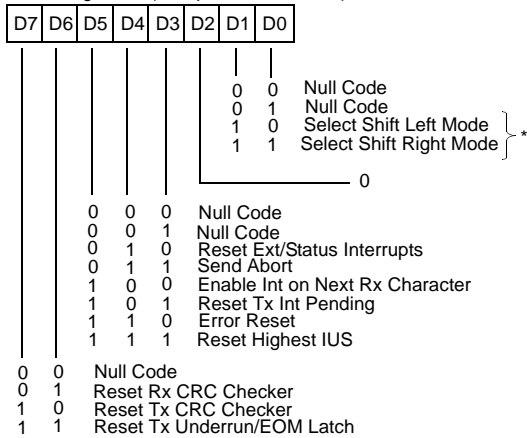 D7 D6 D5 D4 D3 D2 D1 D0
0 0 Null Code
0 1 Null Code
1 0 Select Shift Left Mode
1 1 Select Shift Right Mode
*
0
0 0 0 Null Code
0 0 1 Null Code
0 1 0 Reset Ext/Status Interrupts
0 1 1 Send Abort
1 0 0 Enable Int on Next Rx Character
1 0 1 Reset Tx Int Pending
1 1 0 Error Reset
1 1 1 Reset Highest IUS
0 0 Null Code
0 1 Reset Rx CRC Checker
1 0 Reset Tx CRC Checker
1 1 Reset Tx Underrun/EOM Latch